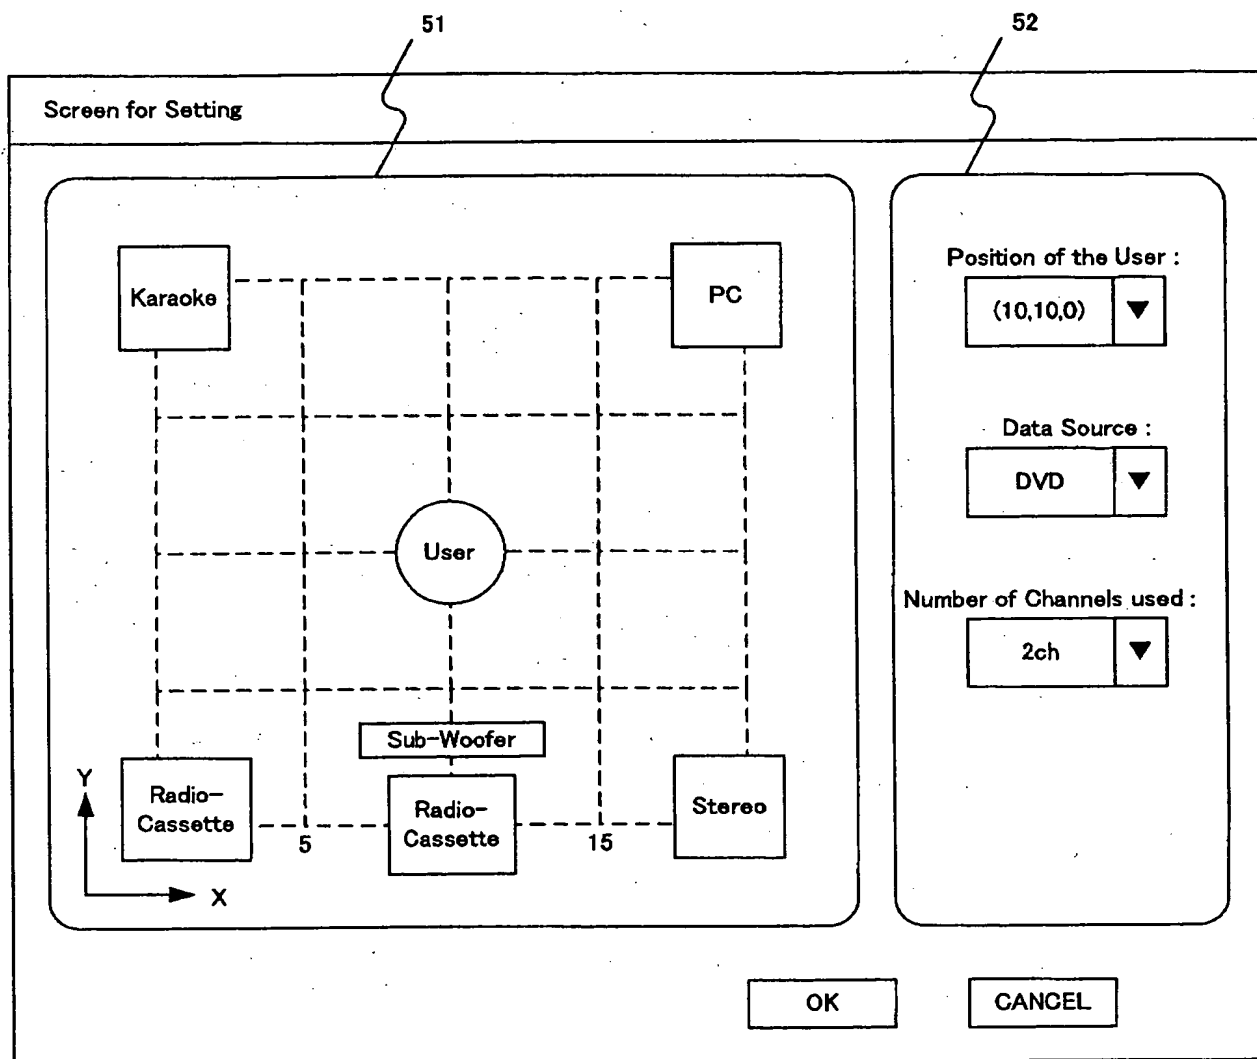 51
52
Screen for Setting
Karaoke
PC
User
Sub-Woofer
Radio-
Cassette
Radio-
Cassette
Stereo
5
15
Y
X
Position of the User :
(10,10,0)
Data Source :
DVD
Number of Channels used :
2ch
OK
CANCEL